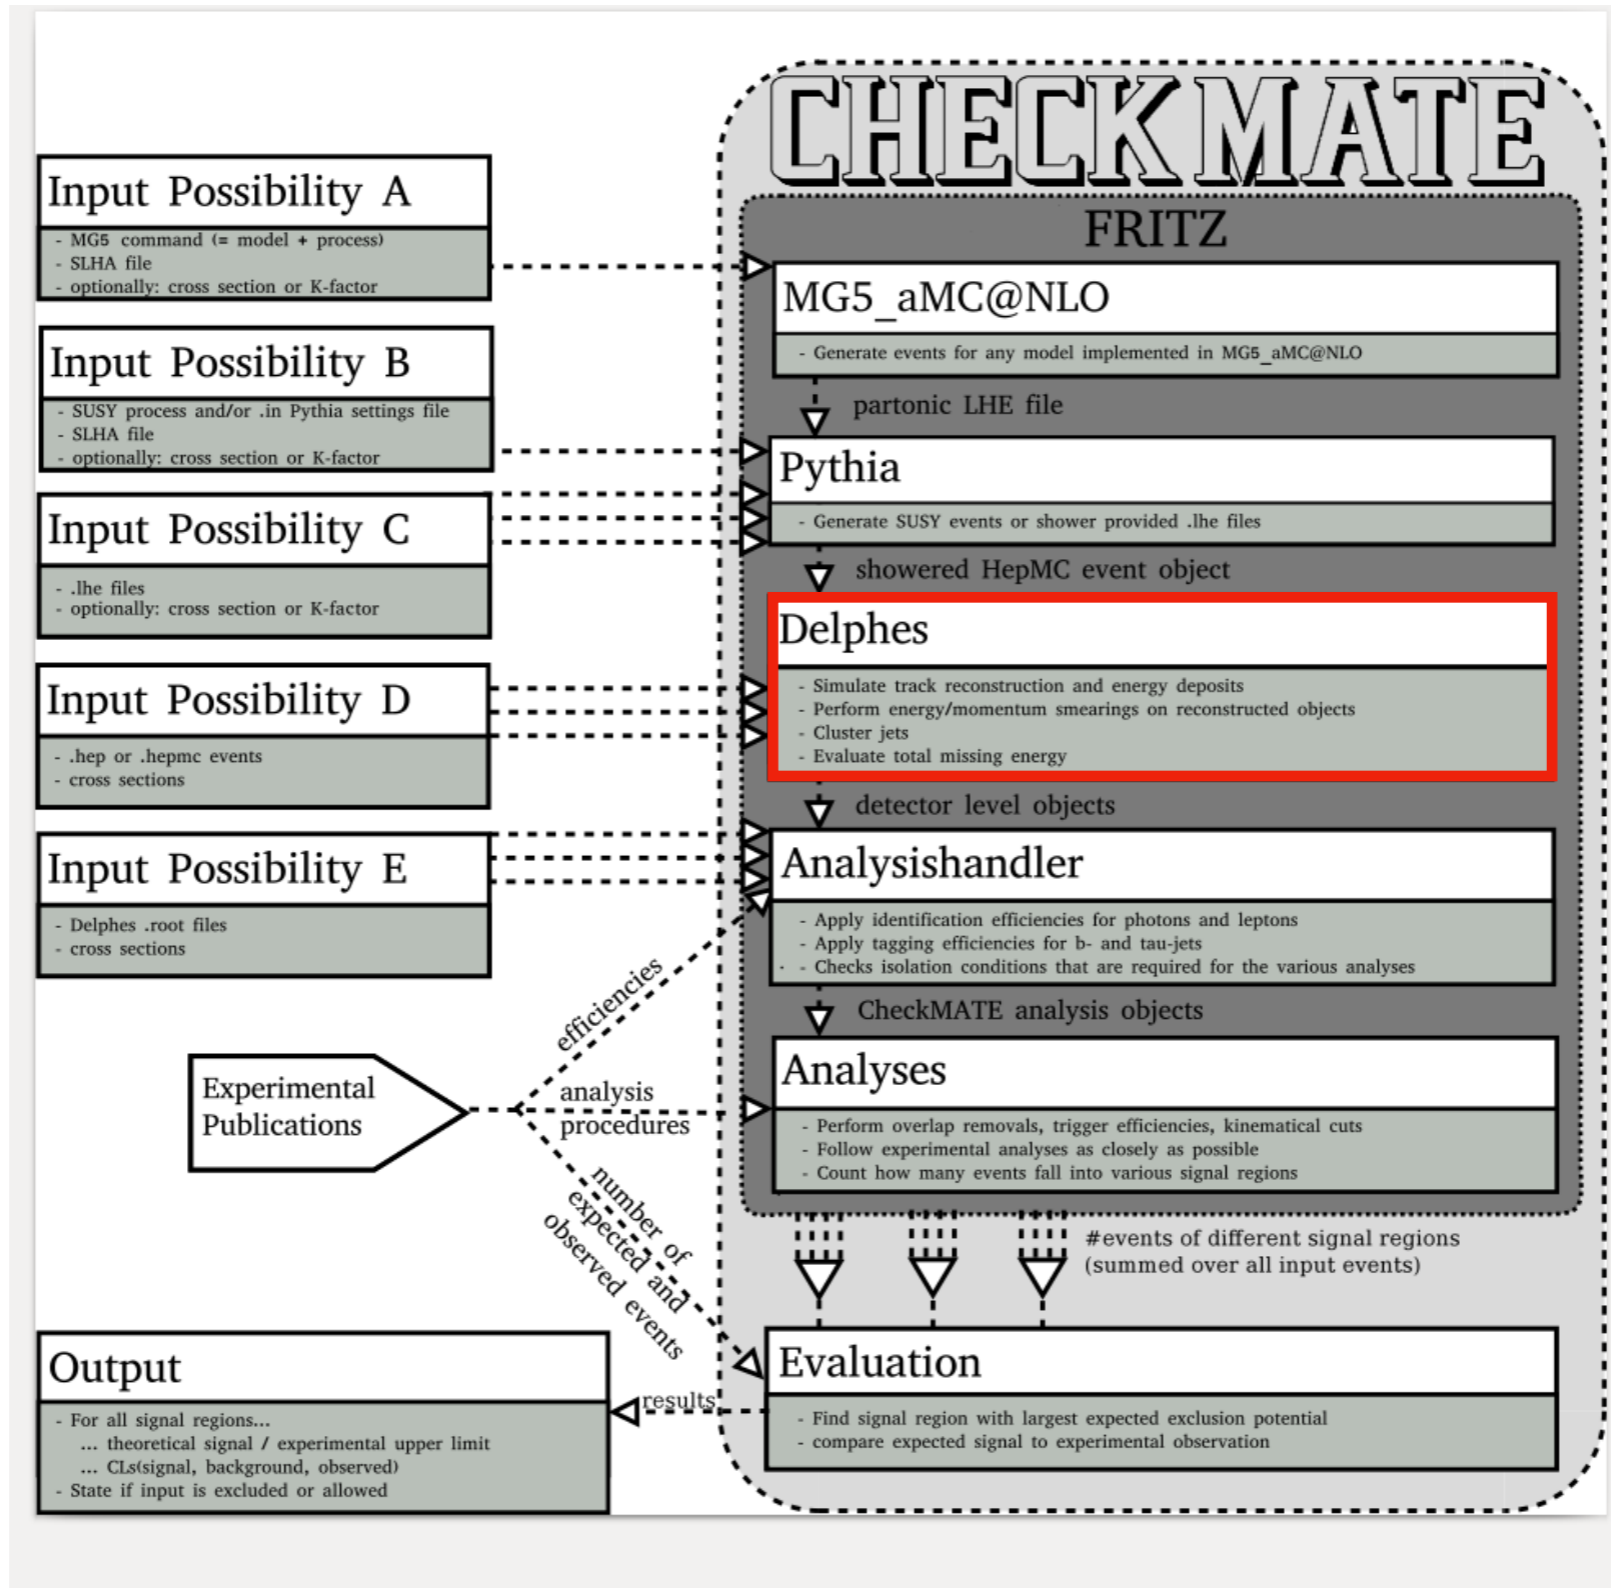 CHECKMATE
FRITZ
Input Possibility A
- MG5 command (= model + process)
- SLHA file
- optionally: cross section or K-factor
MG5_aMC@NLO
- Generate events for any model implemented in MG5_aMC@NLO
partonic LHE file
Input Possibility B
- SUSY process and/or .in Pythia settings file
- SLHA file
- optionally: cross section or K-factor
Pythia
- Generate SUSY events or shower provided .lhe files
showered HepMC event object
Input Possibility C
- .lhe files
- optionally: cross section or K-factor
Delphes
- Simulate track reconstruction and energy deposits
- Perform energy/momentum smearings on reconstructed objects
- Cluster jets
- Evaluate total missing energy
detector level objects
Input Possibility D
- .hep or .hepmc events
- cross sections
Input Possibility E
- Delphes .root files
- cross sections
Analysishandler
- Apply identification efficiencies for photons and leptons
- Apply tagging efficiencies for b- and tau-jets
- Checks isolation conditions that are required for the various analyses
CheckMATE analysis objects
Experimental
Publications
efficiencies
analysis
procedures
number of
expected and
observed events
Analyses
- Perform overlap removals, trigger efficiencies, kinematical cuts
- Follow experimental analyses as closely as possible
- Count how many events fall into various signal regions
#events of different signal regions
(summed over all input events)
Evaluation
- Find signal region with largest expected exclusion potential
- compare expected signal to experimental observation
results
Output
- For all signal regions...
... theoretical signal / experimental upper limit
... CLs(signal, background, observed)
- State if input is excluded or allowed